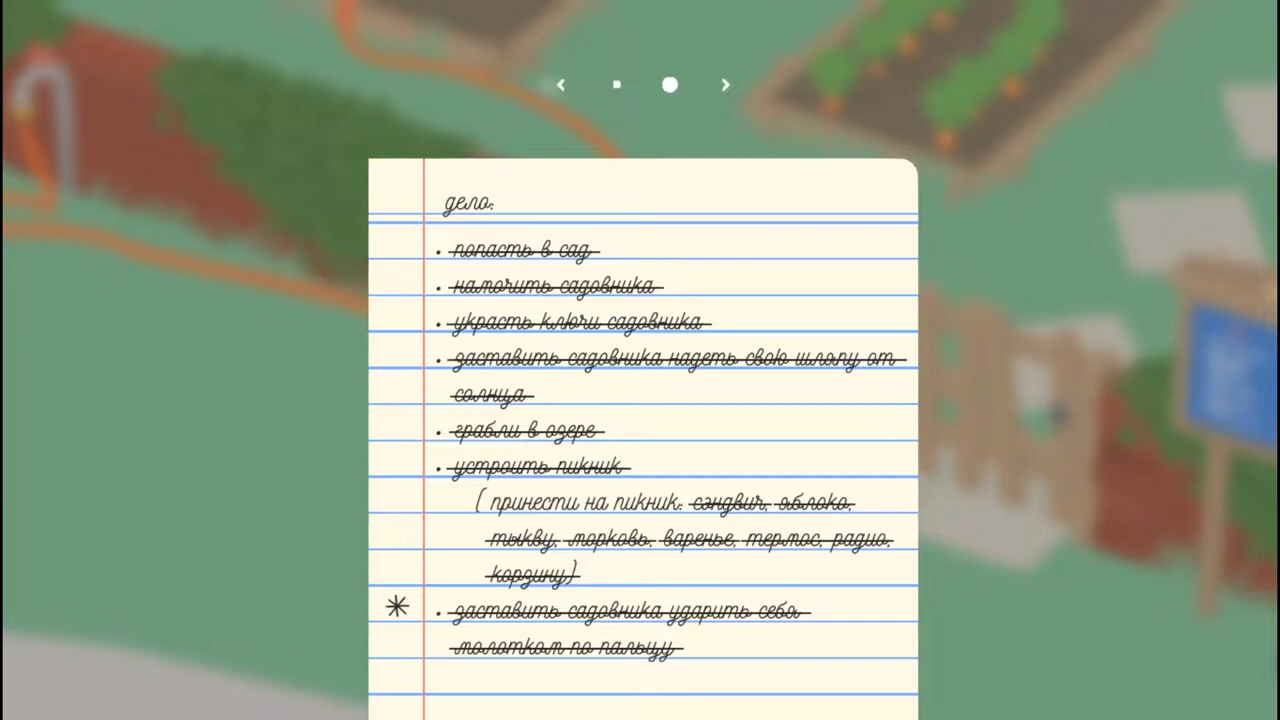 дело:
• попасть в сад
• намочить садовника
• украсть ключи садовника
• заставить садовника надеть свою шляпу от
солнца
• грабли в озере
• устроить пикник
( принести на пикник: сэндвич, яблоко,
тыкву, морковь, варенье, термос, радио,
корзину)
• заставить садовника ударить себя
молотком по пальцу